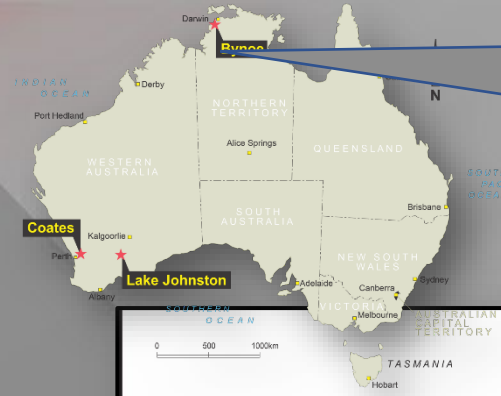 Darwin
Bynoe
INDIAN
OCEAN
Derby
N
NORTHERN
TERRITORY
Port Hedland
Alice Springs
QUEENSLAND
WESTERN
AUSTRALIA
SOUTH
Brisbane
SOUTH
AUSTRALIA
Coates
Kalgoorlie
Perth
NEW SOUTH
WALES
Lake Johnston
Adelaide
Canberra
Sydney
Albany
SOUTHERN
OCEAN
VICTORIA
Melbourne
AUSTRALIAN
CAPITAL
TERRITORY
0 500 1000km
TASMANIA
Hobart